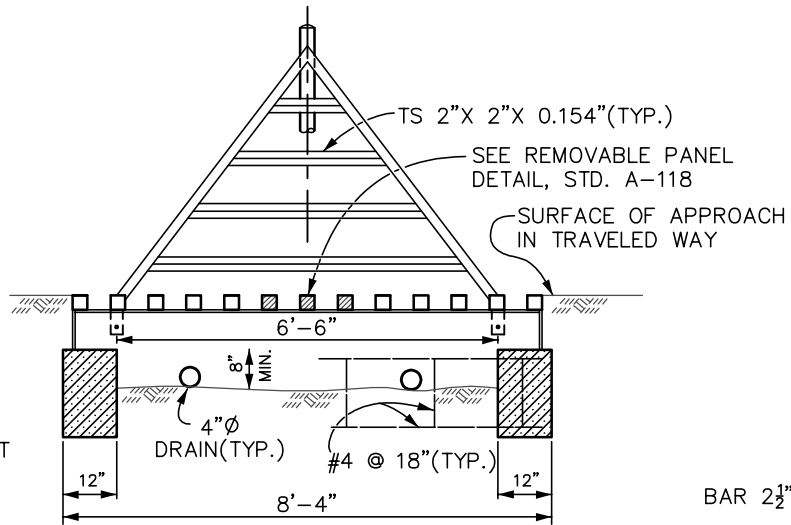 TS 2"X 2"X 0.154"(TYP.)
SEE REMOVABLE PANEL
DETAIL, STD. A-118
SURFACE OF APPROACH
IN TRAVELED WAY
6'-6"
8"
MIN.
4"Ø
DRAIN(TYP.)
#4 @ 18"(TYP.)
T
12"
12"
8'-4"
BAR 2½"